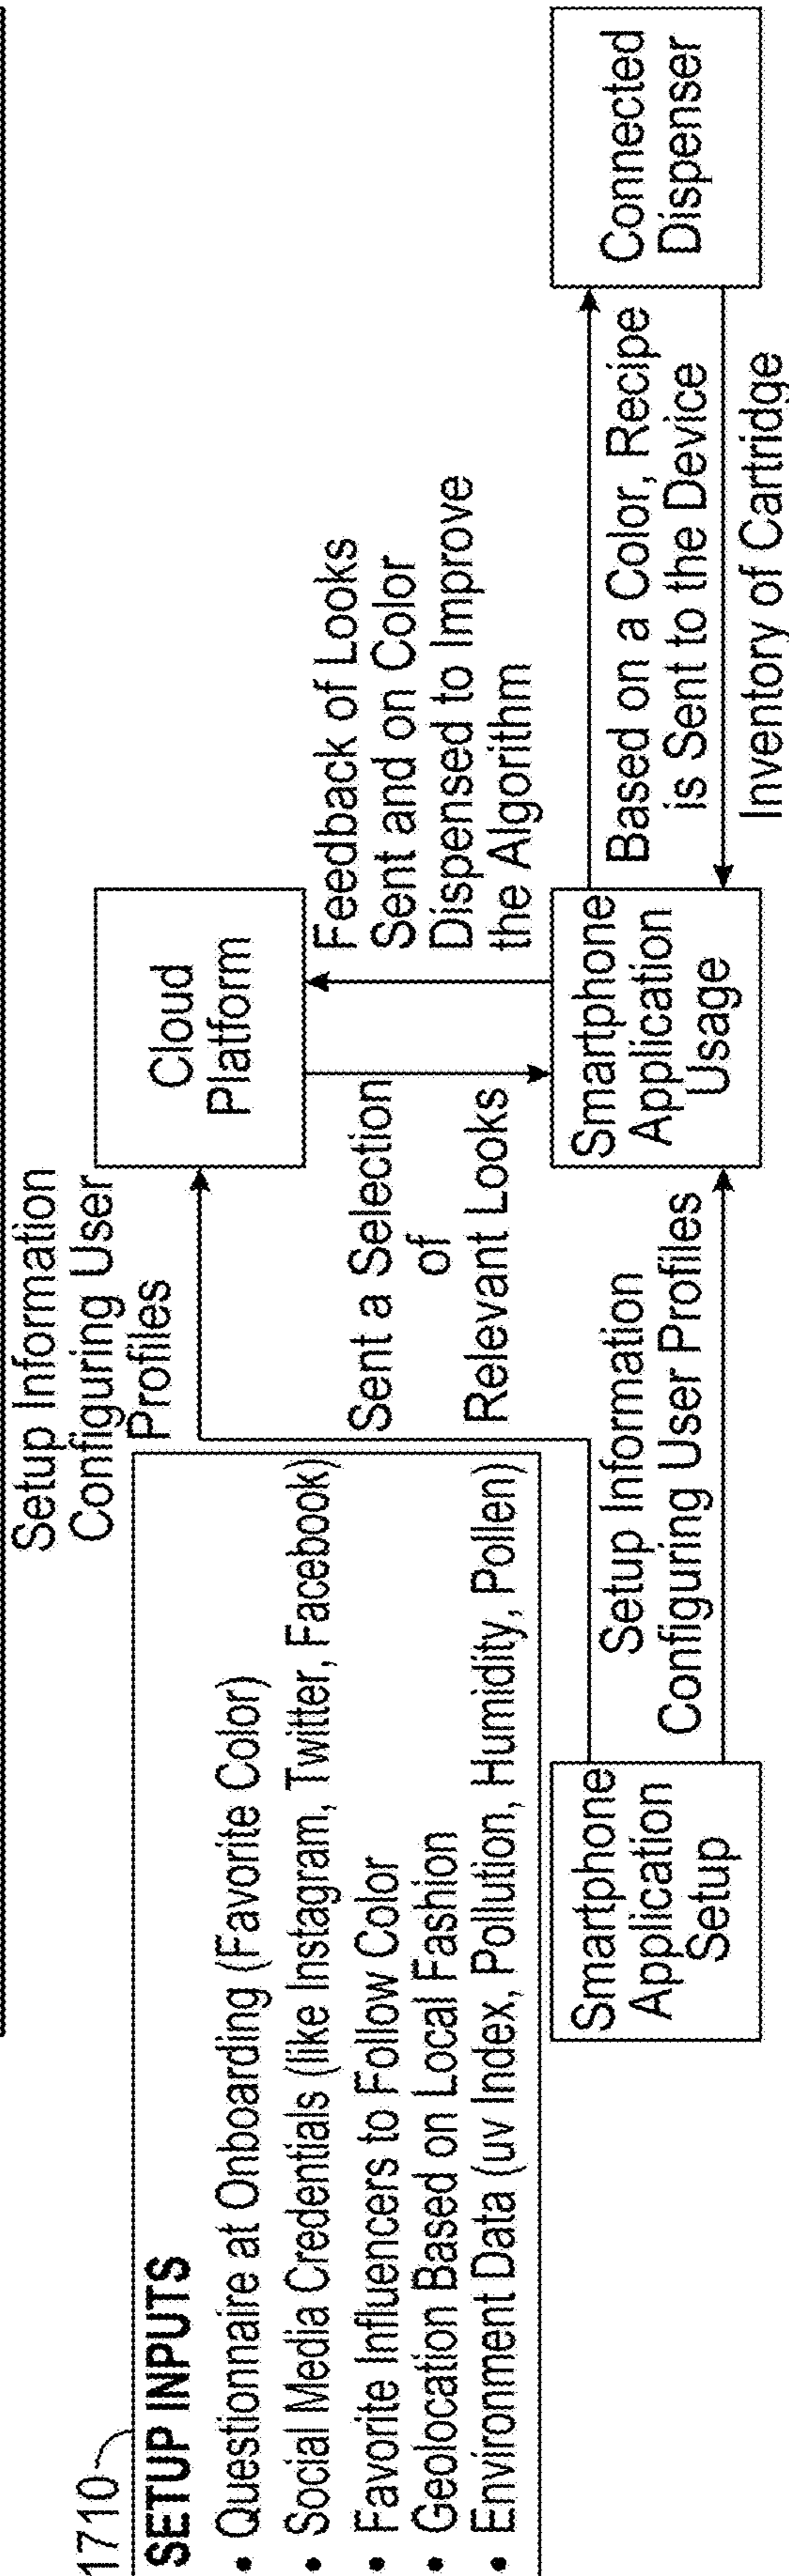 1710
SETUP INPUTS
• Questionnaire at Onboarding (Favorite Color)
• Social Media Credentials (like Instagram, Twitter, Facebook)
• Favorite Influencers to Follow Color
• Geolocation Based on Local Fashion
• Environment Data (uv Index, Pollution, Humidity, Pollen)
Setup Information
Configuring User
Profiles
Cloud
Platform
Sent a Selection
of
Relevant Looks
Feedback of Looks
Sent and on Color
Dispensed to Improve
the Algorithm
Smartphone
Application
Setup
Setup Information
Configuring User Profiles
Smartphone
Application
Usage
Based on a Color, Recipe
is Sent to the Device
Inventory of Cartridge
Connected
Dispenser